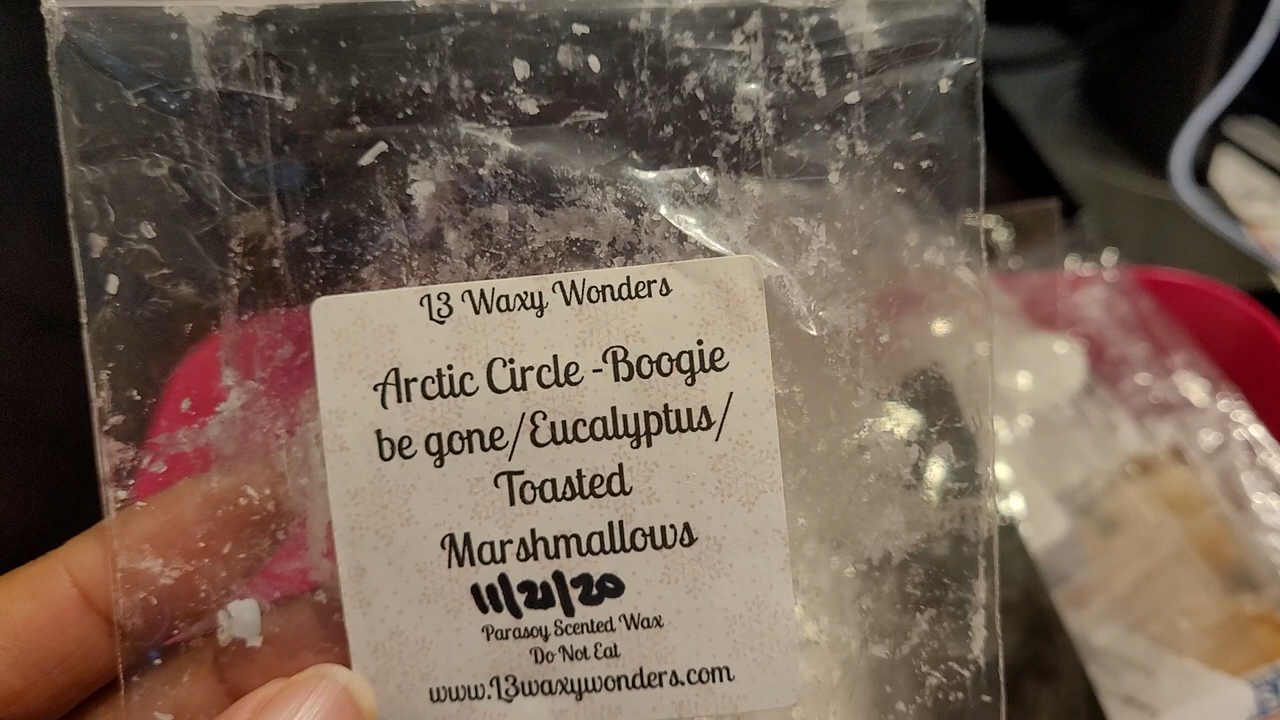 L3 Waxy Wonders
Arctic Circle -Boogie
be gone/Eucalyptus/
Toasted
Marshmallows
11/21/20
Parasoy Scented Wax
Do Not Eat
www.L3waxywonders.com